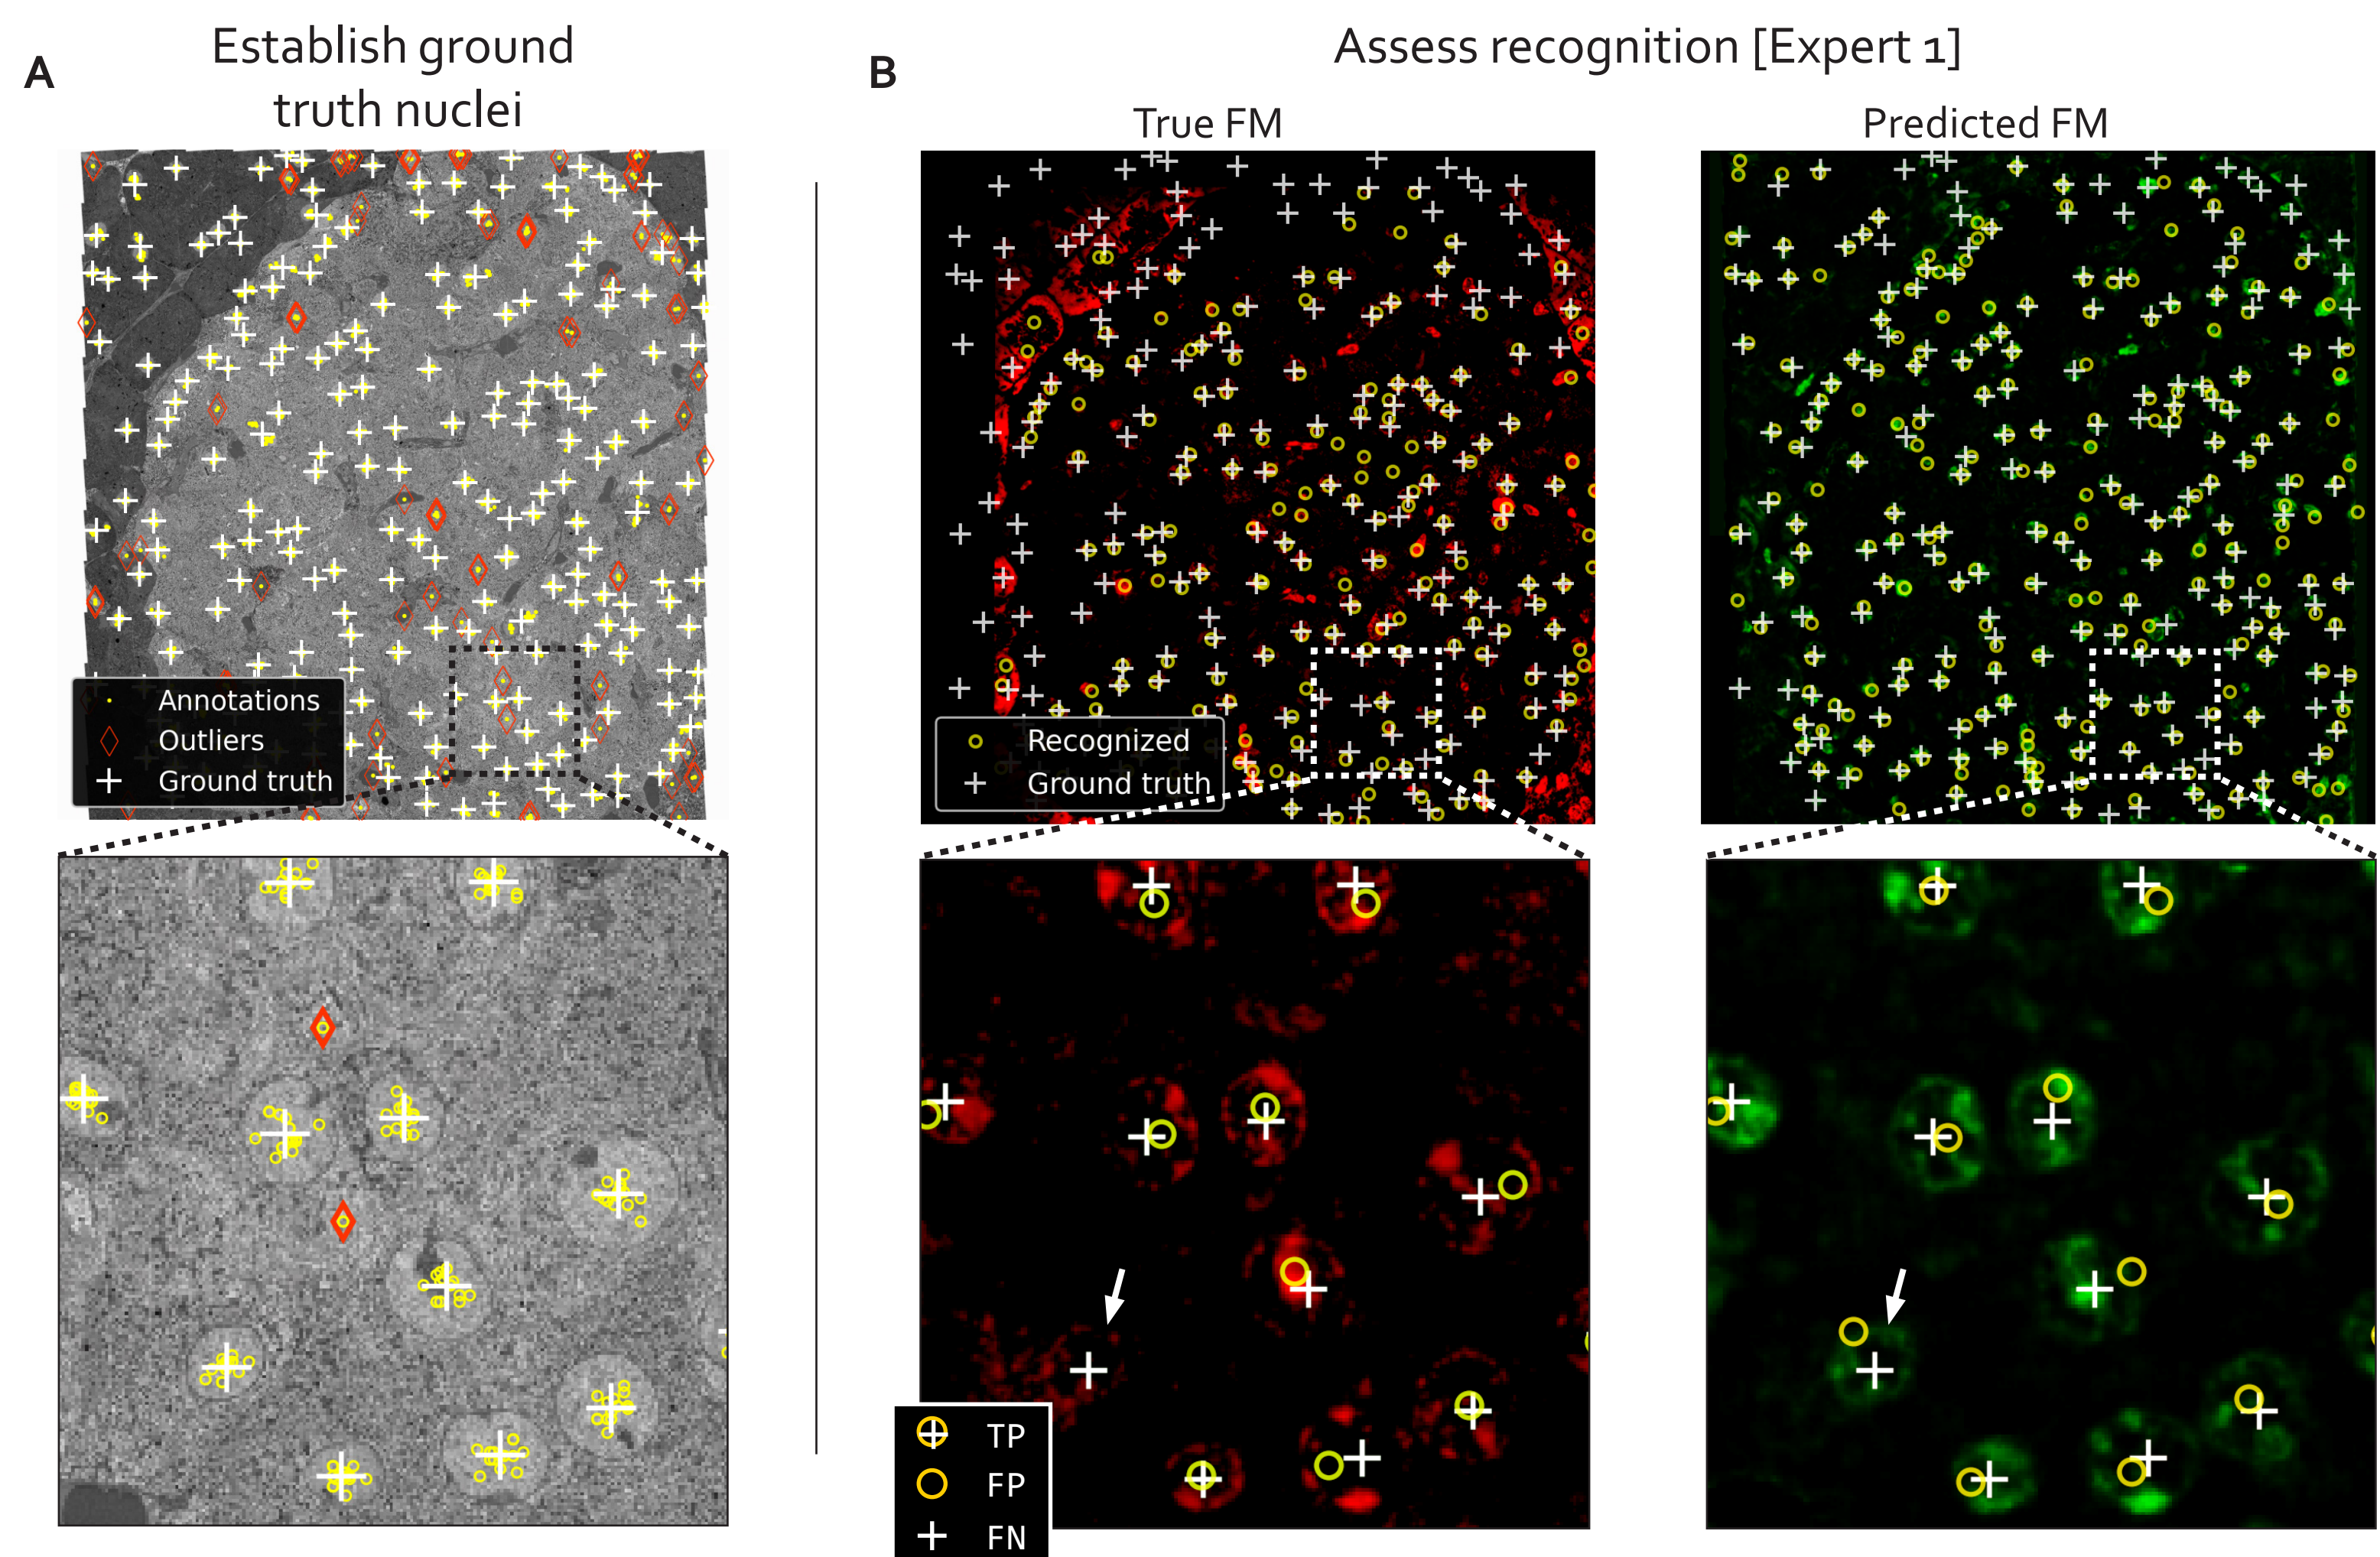 A
Establish ground
truth nuclei
Annotations
Outliers
Ground truth
B
Assess recognition [Expert 1]
True FM
Predicted FM
Recognized
Ground truth
TP
FP
FN